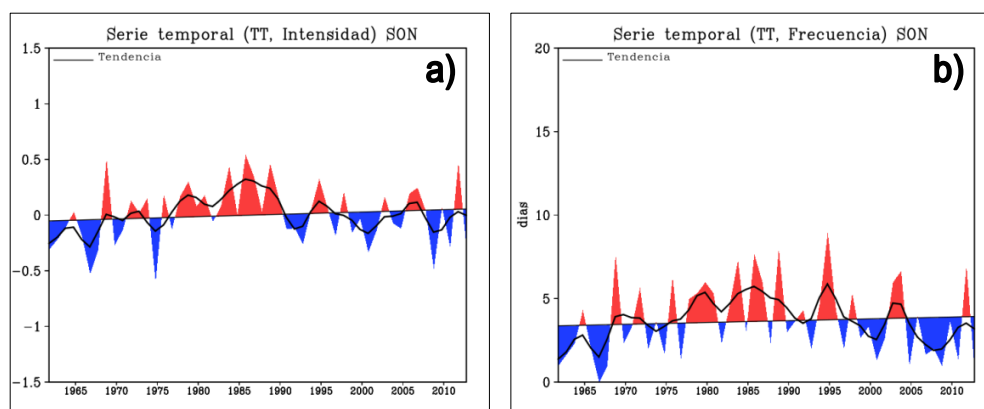 Serie temporal (TT, Intensidad) SON
Tendencia
a)
1.5
1
0.5
0
−0.5
−1
−1.5
1965 1970 1975 1980 1985 1990 1995 2000 2005 2010
Serie temporal (TT, Frecuencia) SON
Tendencia
b)
20
15
10
5
0
dias
1965 1970 1975 1980 1985 1990 1995 2000 2005 2010